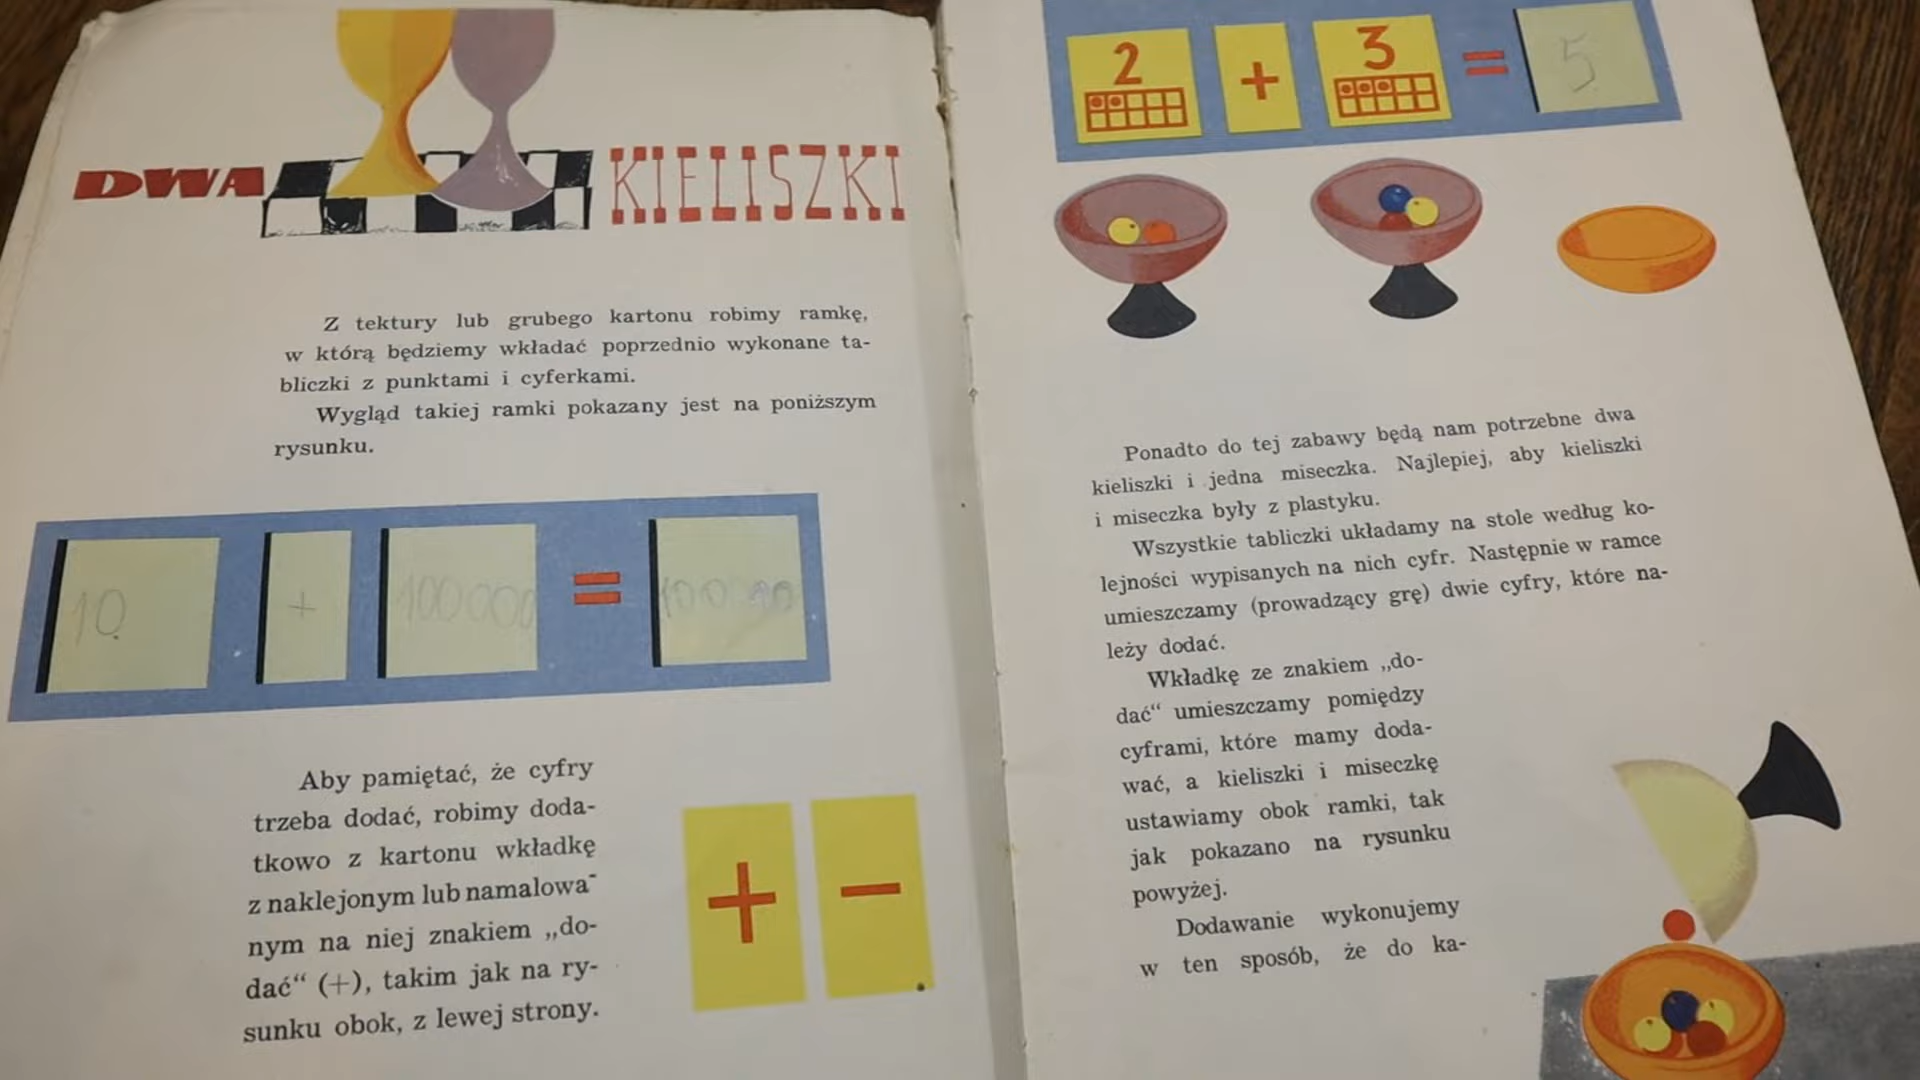 DWA KIELISZKI
Z tektury lub grubego kartonu robimy ramkę,
w którą będziemy wkładać poprzednio wykonane ta-
bliczki z punktami i cyferkami.
Wygląd takiej ramki pokazany jest na poniższym
rysunku.
10 + 100000 =
Aby pamiętać, że cyfry
trzeba dodać, robimy doda-
tkowo z kartonu wkładkę
z naklejonym lub namalowa-
nym na niej znakiem „do-
dać“ (+), takim jak na ry-
sunku obok, z lewej strony.
+ −
2 + 3 = 5
Ponadto do tej zabawy będą nam potrzebne dwa
kieliszki i jedna miseczka. Najlepiej, aby kieliszki
i miseczka były z plastyku.
Wszystkie tabliczki układamy na stole według ko-
lejności wypisanych na nich cyfr. Następnie w ramce
umieszczamy (prowadzący grę) dwie cyfry, które na-
leży dodać.
Wkładkę ze znakiem „do-
dać“ umieszczamy pomiędzy
cyframi, które mamy doda-
wać, a kieliszki i miseczkę
ustawiamy obok ramki, tak
jak pokazano na rysunku
powyżej.
Dodawanie wykonujemy
w ten sposób, że do ka-